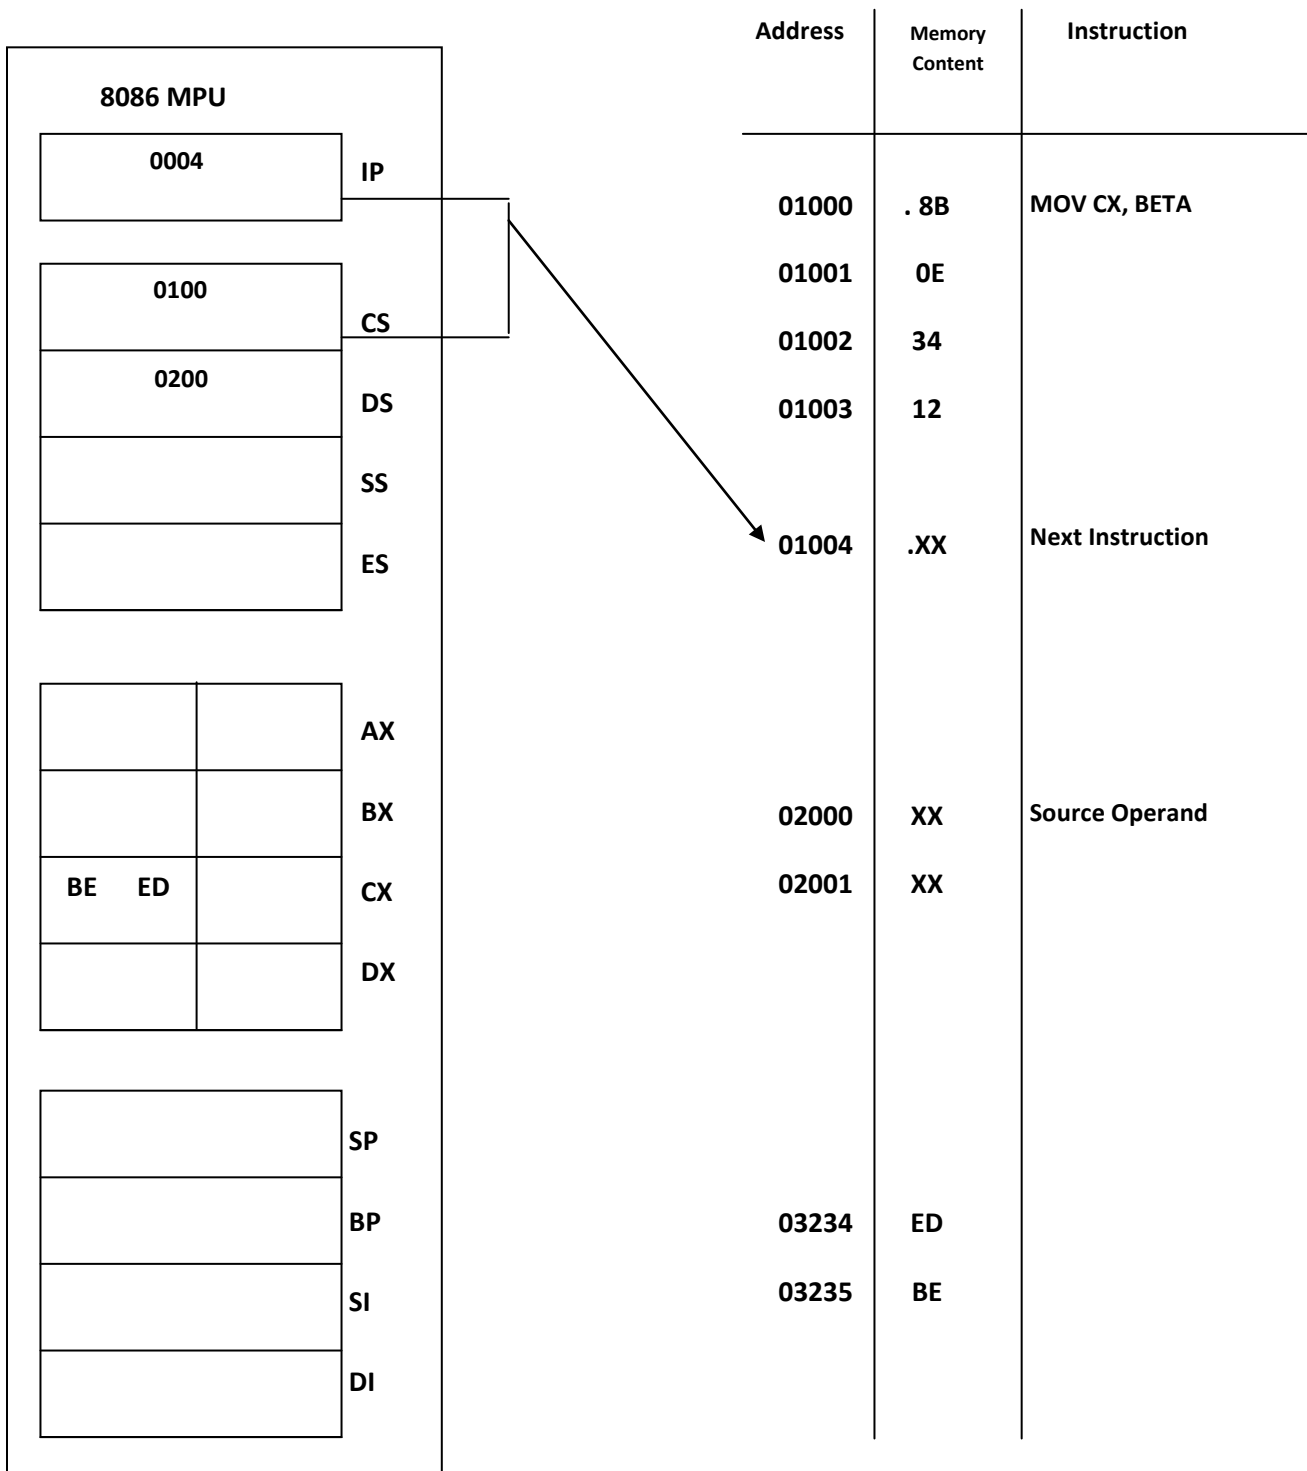 8086 MPU
0004
IP
0100
CS
0200
DS
SS
ES
AX
BX
BE ED
CX
DX
SP
BP
SI
DI
Address Memory Content Instruction
01000 . 8B MOV CX, BETA
01001 0E
01002 34
01003 12
01004 .XX Next Instruction
02000 XX Source Operand
02001 XX
03234 ED
03235 BE